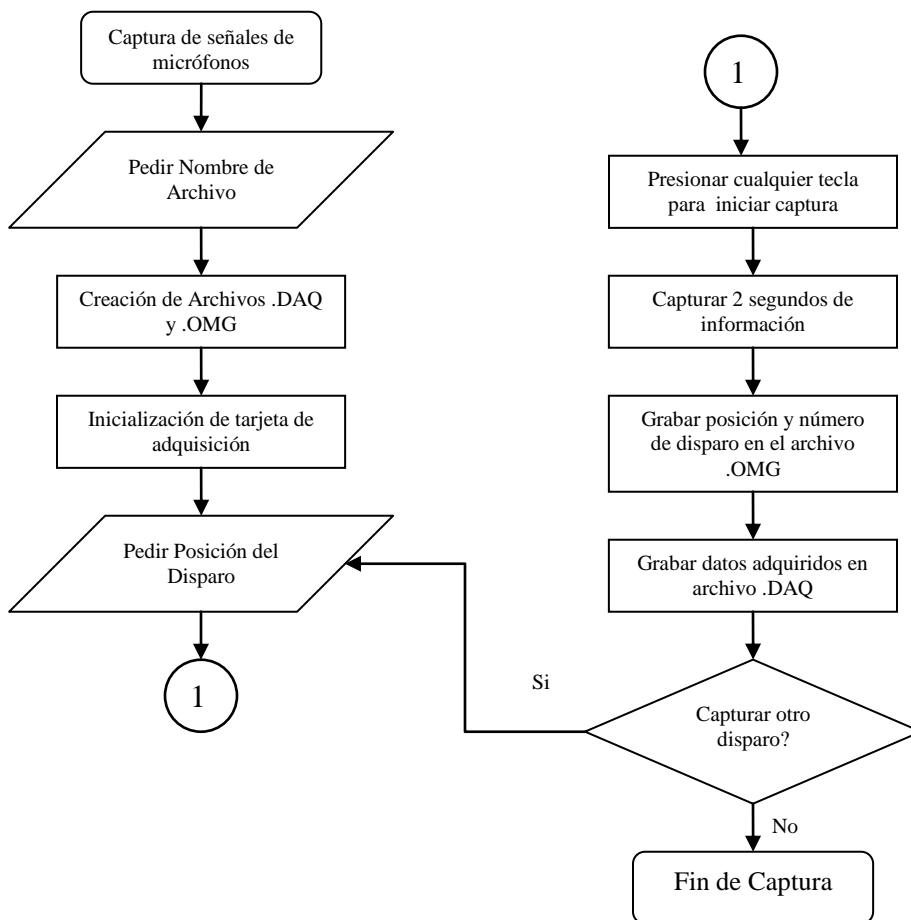 Captura de señales de
micrófonos
Pedir Nombre de
Archivo
Creación de Archivos .DAQ
y .OMG
Inicialización de tarjeta de
adquisición
Pedir Posición del
Disparo
1
1
Presionar cualquier tecla
para iniciar captura
Capturar 2 segundos de
información
Grabar posición y número
de disparo en el archivo
.OMG
Grabar datos adquiridos en
archivo .DAQ
Capturar otro
disparo?
Si
No
Fin de Captura